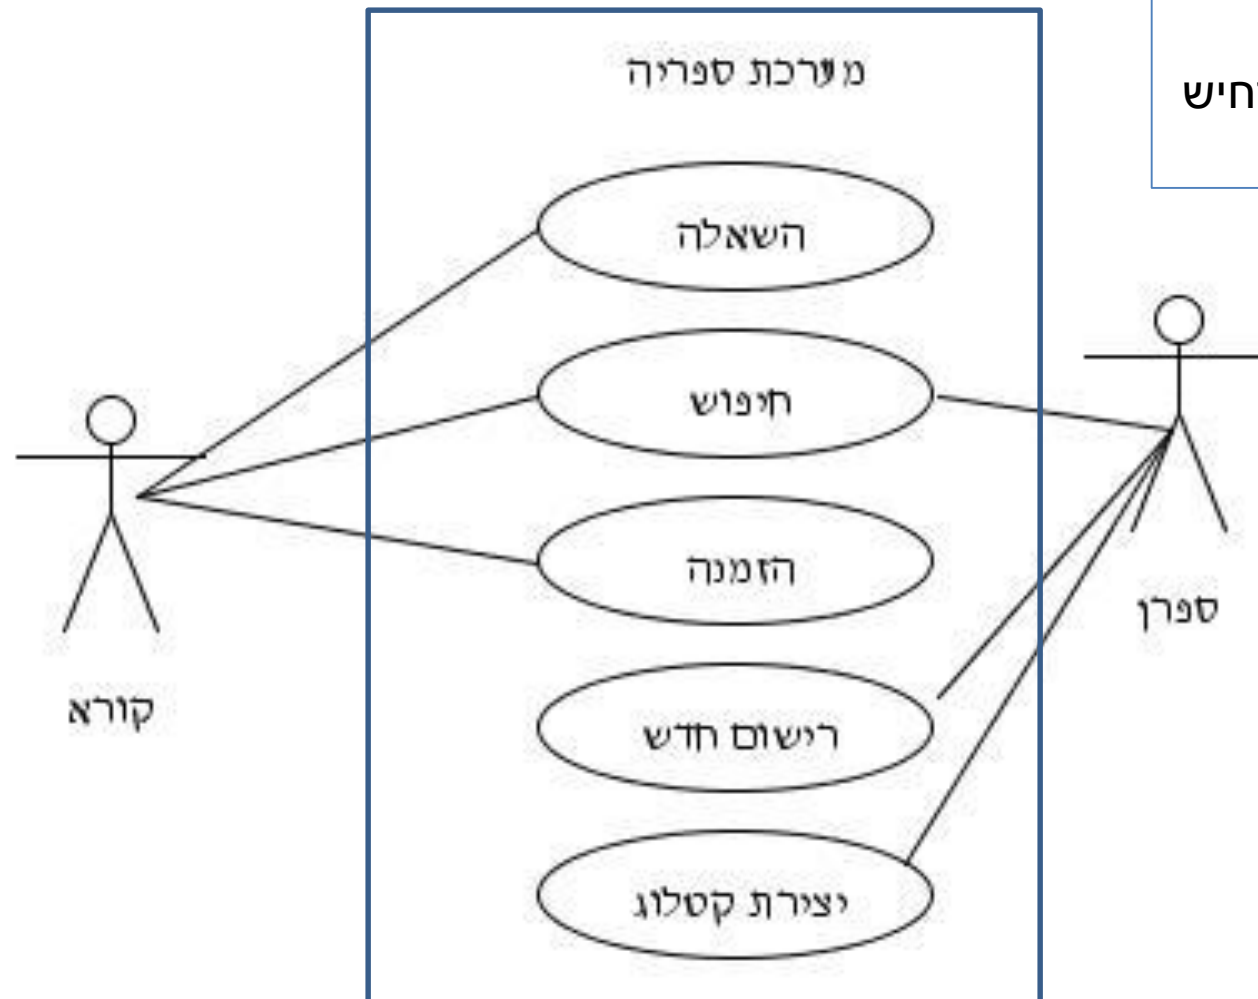 מערכת ספריה
השאלה
חיפוש
הזמנה
רישום חדש
יצירת קטלוג
קורא
ספרן